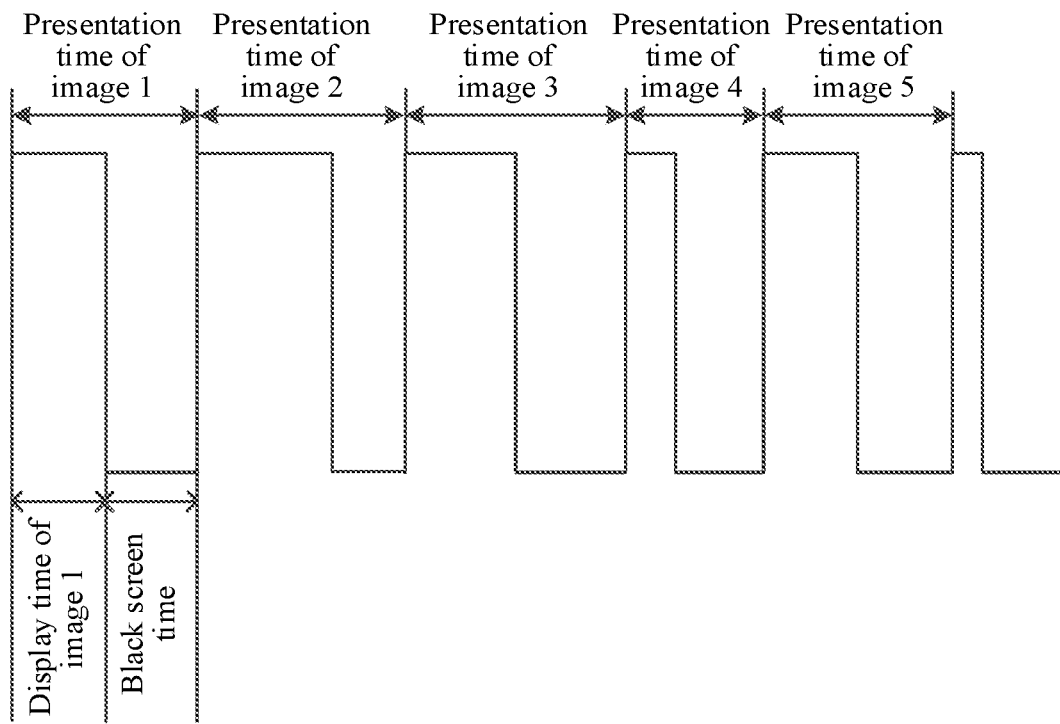 Presentation
time of
image 1
Presentation
time of
image 2
Presentation
time of
image 3
Presentation
time of
image 4
Presentation
time of
image 5
Display time of
image 1
Black screen
time